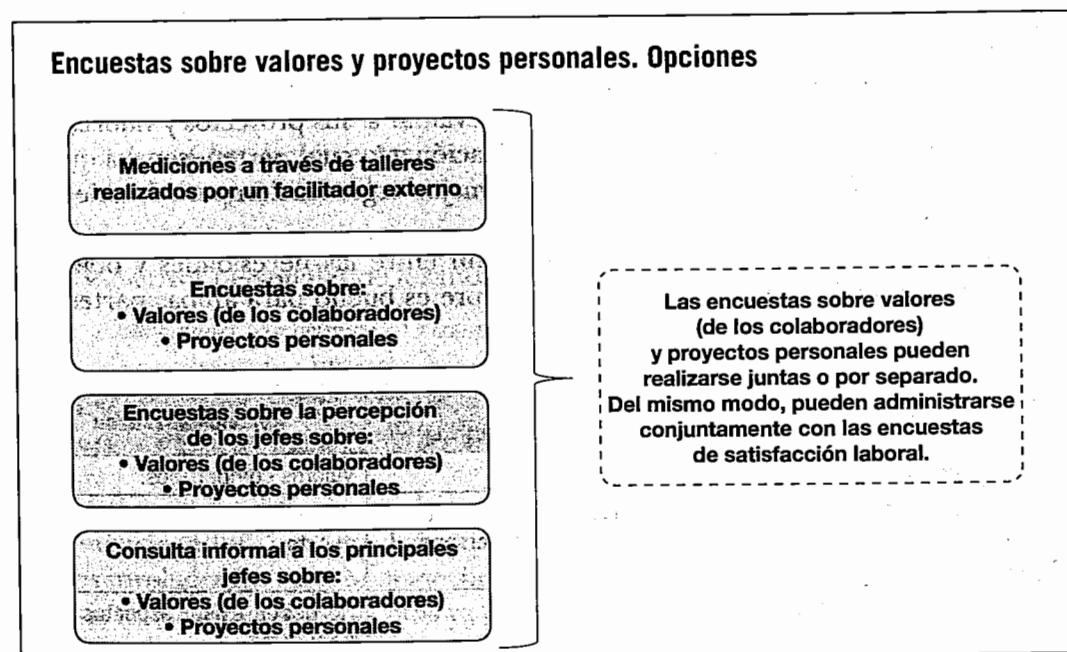 Encuestas sobre valores y proyectos personales. Opciones
Mediciones a través de talleres
realizados por un facilitador externo
Encuestas sobre:
• Valores (de los colaboradores)
• Proyectos personales
Encuestas sobre la percepción
de los jefes sobre:
• Valores (de los colaboradores)
• Proyectos personales
Consulta informal a los principales
jefes sobre:
• Valores (de los colaboradores)
• Proyectos personales
Las encuestas sobre valores
(de los colaboradores)
y proyectos personales pueden
realizarse juntas o por separado.
Del mismo modo, pueden administrarse
conjuntamente con las encuestas
de satisfacción laboral.